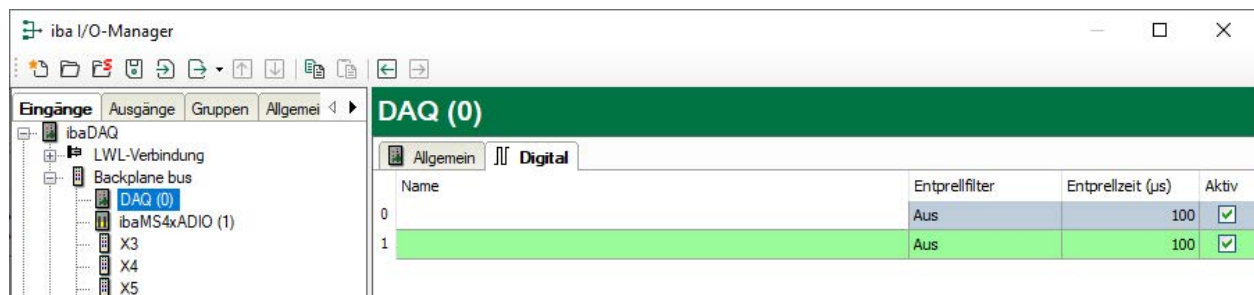 iba I/O-Manager
Eingänge Ausgänge Gruppen Allgemei
ibaDAQ
LWL-Verbindung
Backplane bus
DAQ (0)
ibaMS4xADIO (1)
X3
X4
X5
DAQ (0)
Allgemein Digital
Name Entprellfilter Entprellzeit (µs) Aktiv
0 Aus 100
1 Aus 100